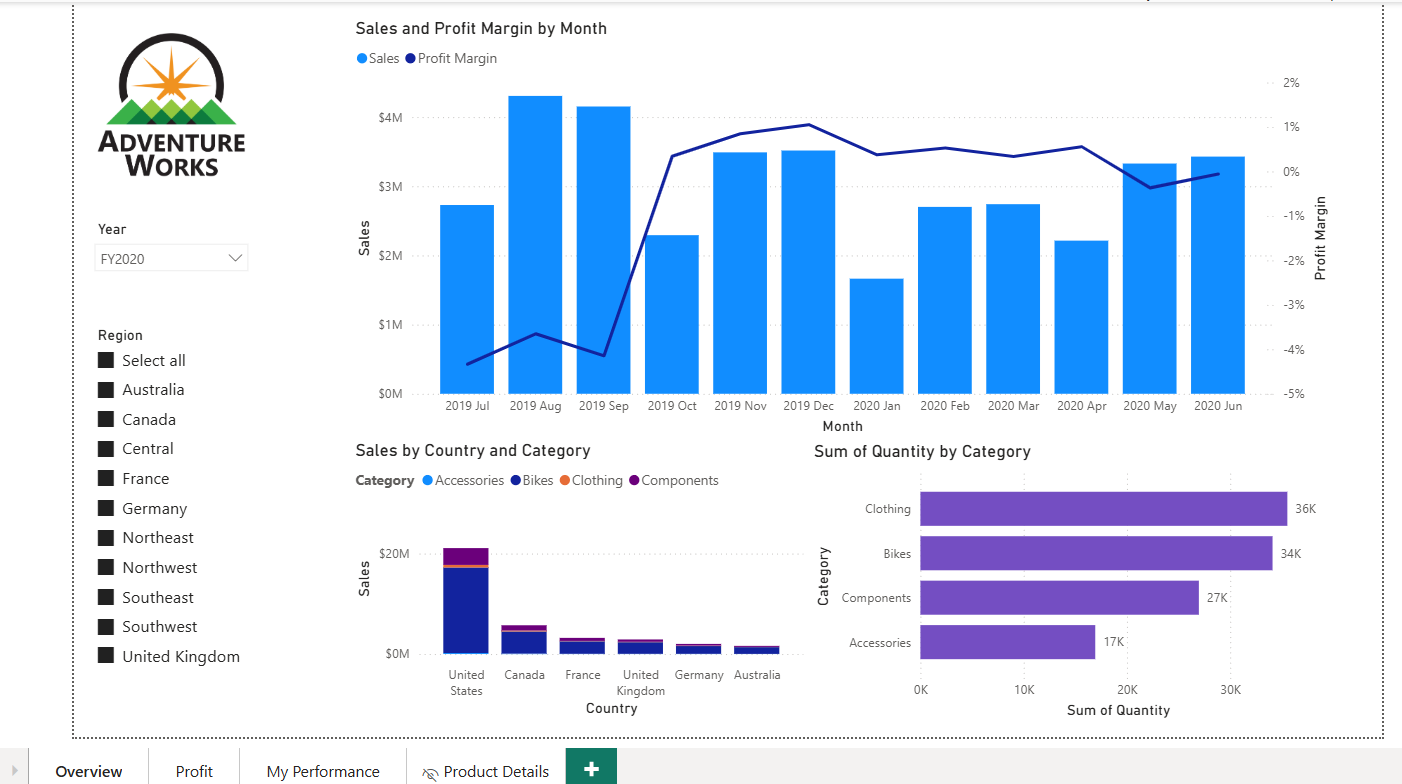 ADVENTURE
WORKS
Year
FY2020
Region
Select all
Australia
Canada
Central
France
Germany
Northeast
Northwest
Southeast
Southwest
United Kingdom
Sales and Profit Margin by Month
Sales Profit Margin
Sales
$4M
$3M
$2M
$1M
$0M
2%
1%
0%
-1%
-2%
-3%
-4%
-5%
Profit Margin
2019 Jul 2019 Aug 2019 Sep 2019 Oct 2019 Nov 2019 Dec 2020 Jan 2020 Feb 2020 Mar 2020 Apr 2020 May 2020 Jun
Month
Sales by Country and Category
Category Accessories Bikes Clothing Components
Sales
$20M
$0M
United States
Canada
France
United Kingdom
Germany
Australia
Country
Sum of Quantity by Category
Category
Clothing 36K
Bikes 34K
Components 27K
Accessories 17K
0K 10K 20K 30K
Sum of Quantity
Overview Profit My Performance Product Details +